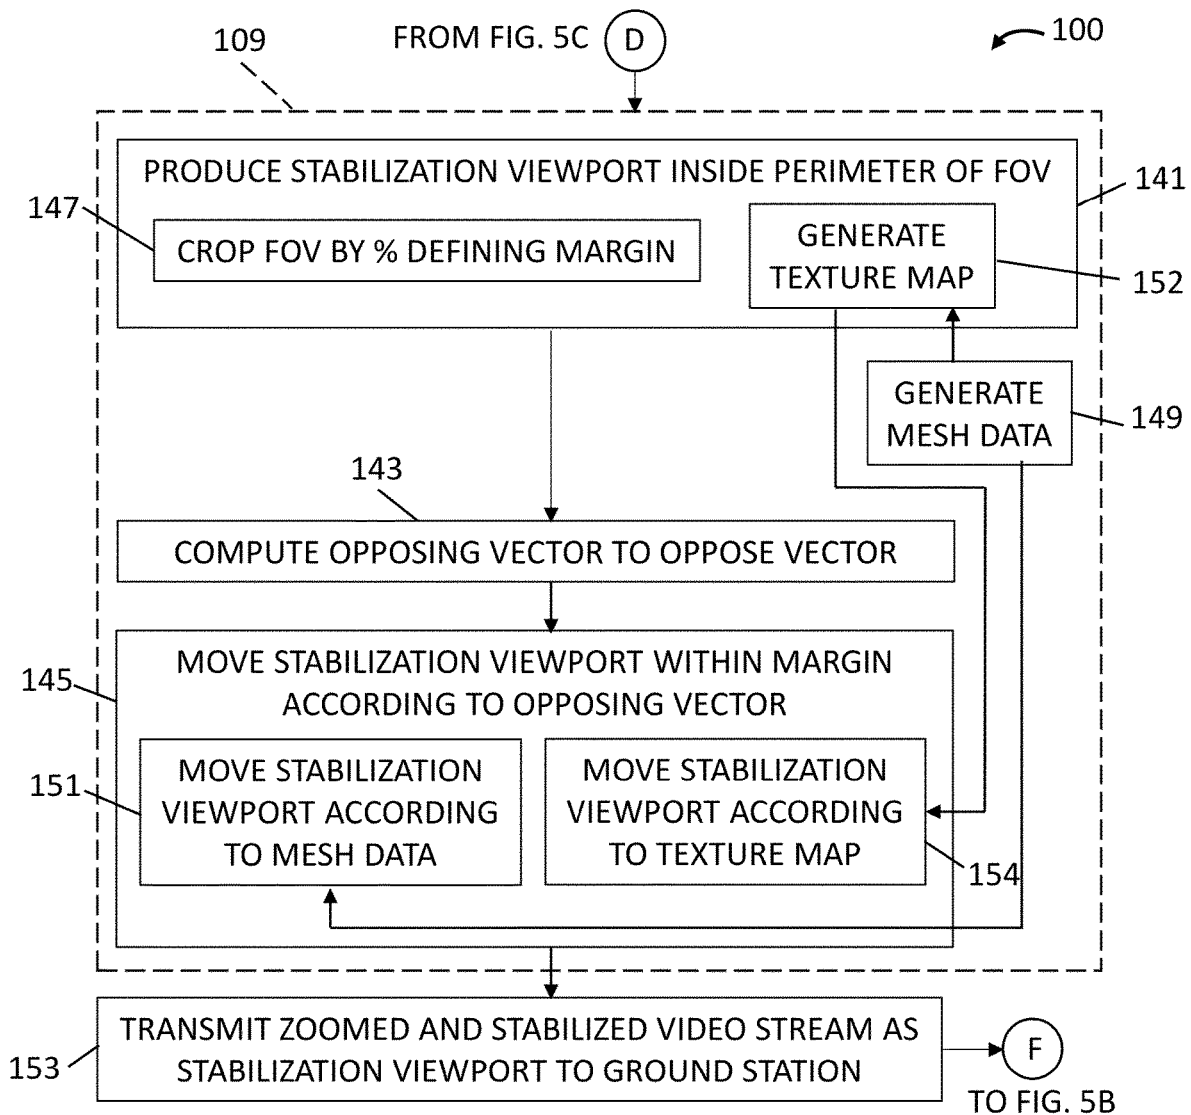 109
FROM FIG. 5C
D
100
PRODUCE STABILIZATION VIEWPORT INSIDE PERIMETER OF FOV
141
147
CROP FOV BY % DEFINING MARGIN
GENERATE
TEXTURE MAP
152
GENERATE
MESH DATA
149
143
COMPUTE OPPOSING VECTOR TO OPPOSE VECTOR
145
MOVE STABILIZATION VIEWPORT WITHIN MARGIN
ACCORDING TO OPPOSING VECTOR
151
MOVE STABILIZATION
VIEWPORT ACCORDING
TO MESH DATA
MOVE STABILIZATION
VIEWPORT ACCORDING
TO TEXTURE MAP
154
153
TRANSMIT ZOOMED AND STABILIZED VIDEO STREAM AS
STABILIZATION VIEWPORT TO GROUND STATION
F
TO FIG. 5B